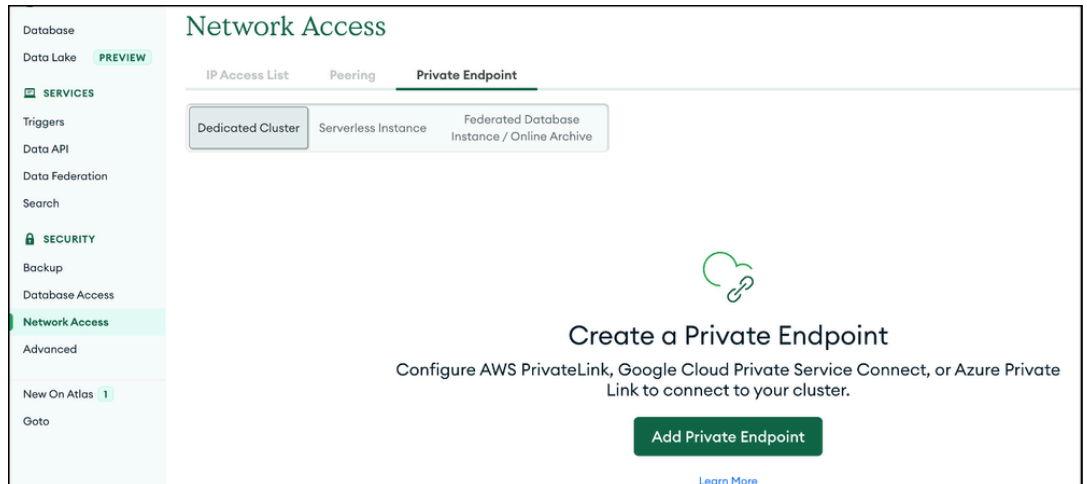 Database
Data Lake PREVIEW
SERVICES
Triggers
Data API
Data Federation
Search
SECURITY
Backup
Database Access
Network Access
Advanced
New On Atlas 1
Goto
Network Access
IP Access List Peering Private Endpoint
Dedicated Cluster Serverless Instance Federated Database
Instance / Online Archive
Create a Private Endpoint
Configure AWS PrivateLink, Google Cloud Private Service Connect, or Azure Private
Link to connect to your cluster.
Add Private Endpoint
Learn More